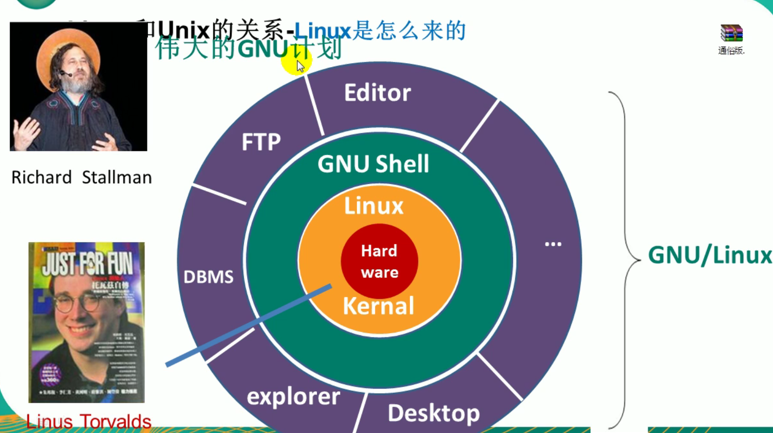 和Unix的关系-Linux是怎么来的
伟大的GNU计划
通俗版.
Editor
FTP
GNU Shell
Richard Stallman
Linux
Hard
ware
...
JUST FOR FUN
GNU/Linux
DBMS
Kernal
explorer
Desktop
Linus Torvalds